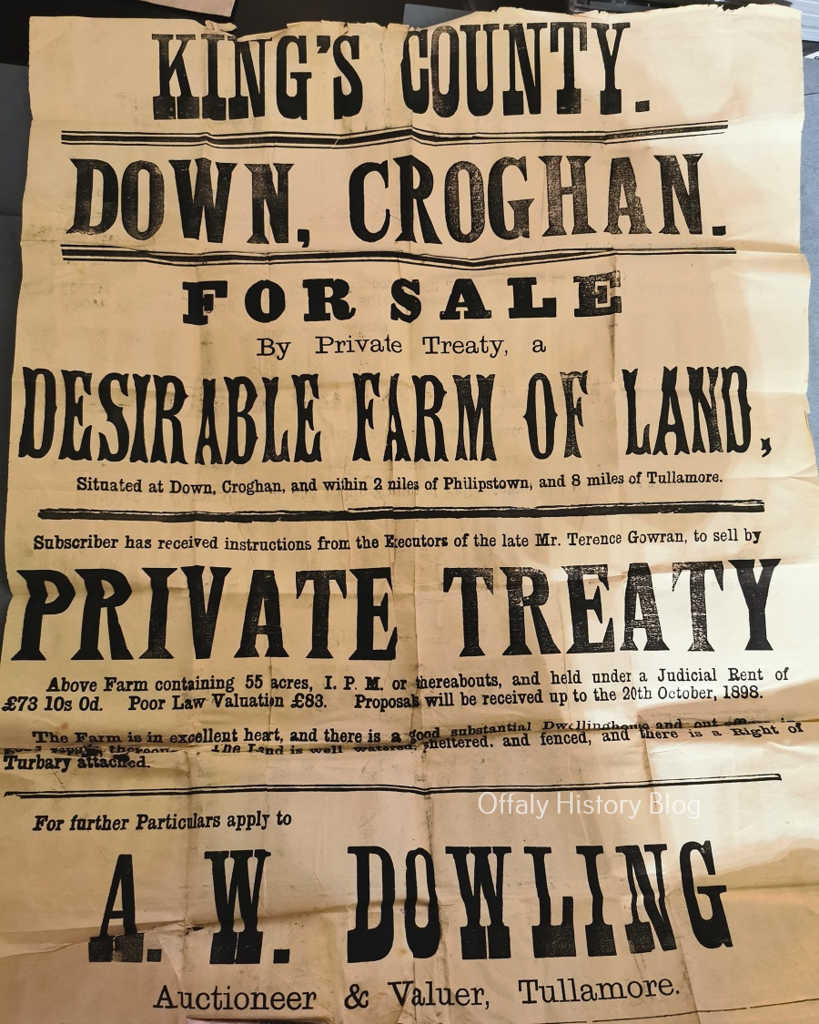 KING'S COUNTY.
DOWN, CROGHAN.
FOR SALE
By Private Treaty, a
DESIRABLE FARM OF LAND,
Situated at Down, Croghan, and within 2 miles of Philipstown, and 8 miles of Tullamore.
Subscriber has received instructions from the Executors of the late Mr. Terence Gowran, to sell by
PRIVATE TREATY
Above Farm containing 55 acres, I. P. M. or thereabouts, and held under a Judicial Rent of
£73 10s 0d. Poor Law Valuation £83. Proposals will be received up to the 20th October, 1898.
The Farm is in excellent heart, and there is a good substantial Dwellinghouse and out
thereon. The Land is well watered, sheltered, and fenced, and there is a Right of
Turbary attached.
Offaly History Blog
For further Particulars apply to
A. W. DOWLING
Auctioneer & Valuer, Tullamore.